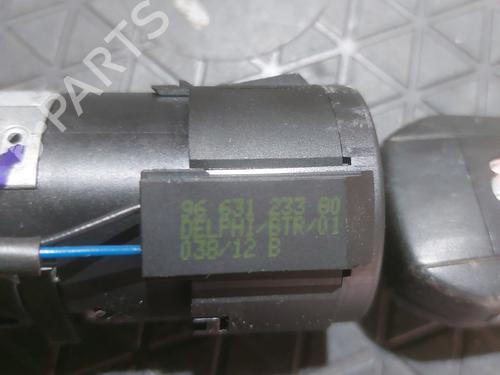 B-Parts
96 631 233 80
DELPHI/BTR/01
038/12 B